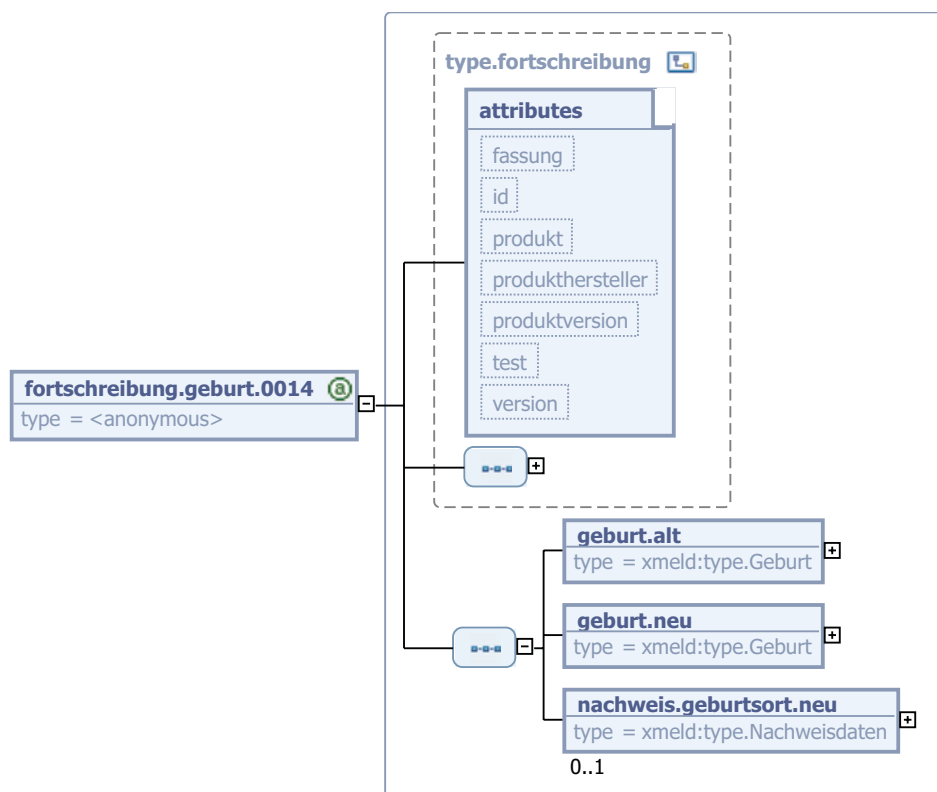 type.fortschreibung
attributes
fassung
id
produkt
produkthersteller
produktversion
test
version
fortschreibung.geburt.0014 @
type = <anonymous>
geburt.alt
type = xmeld:type.Geburt
geburt.neu
type = xmeld:type.Geburt
nachweis.geburtsort.neu
type = xmeld:type.Nachweisdaten
0..1